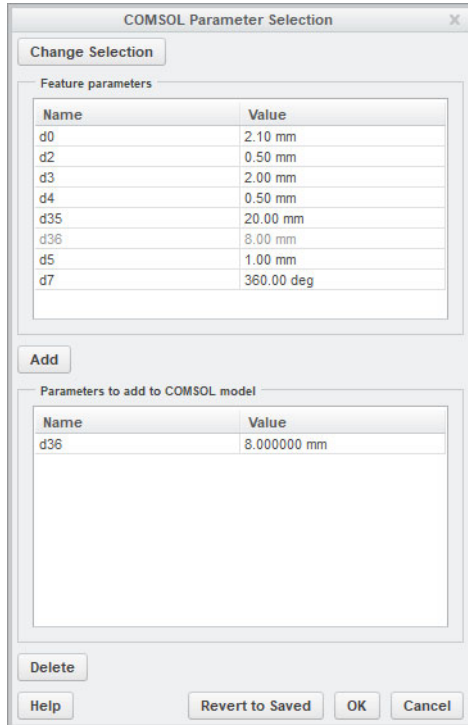 COMSOL Parameter Selection X
Change Selection
Feature parameters
Name Value
d0 2.10 mm
d2 0.50 mm
d3 2.00 mm
d4 0.50 mm
d35 20.00 mm
d36 8.00 mm
d5 1.00 mm
d7 360.00 deg
Add
Parameters to add to COMSOL model
Name Value
d36 8.000000 mm
Delete
Help Revert to Saved OK Cancel